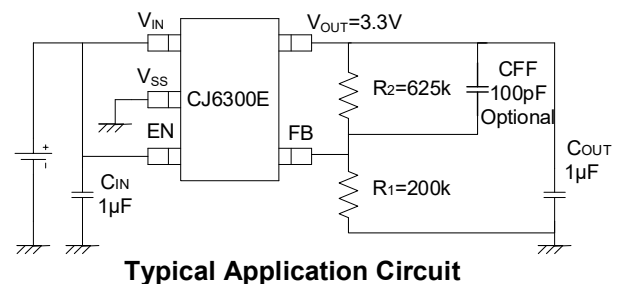 VIN
VOUT=3.3V
VSS
CJ6300E
EN
FB
R2=625k
CFF
100pF
Optional
CIN
1µF
R1=200k
COUT
1µF
+
-
Typical Application Circuit